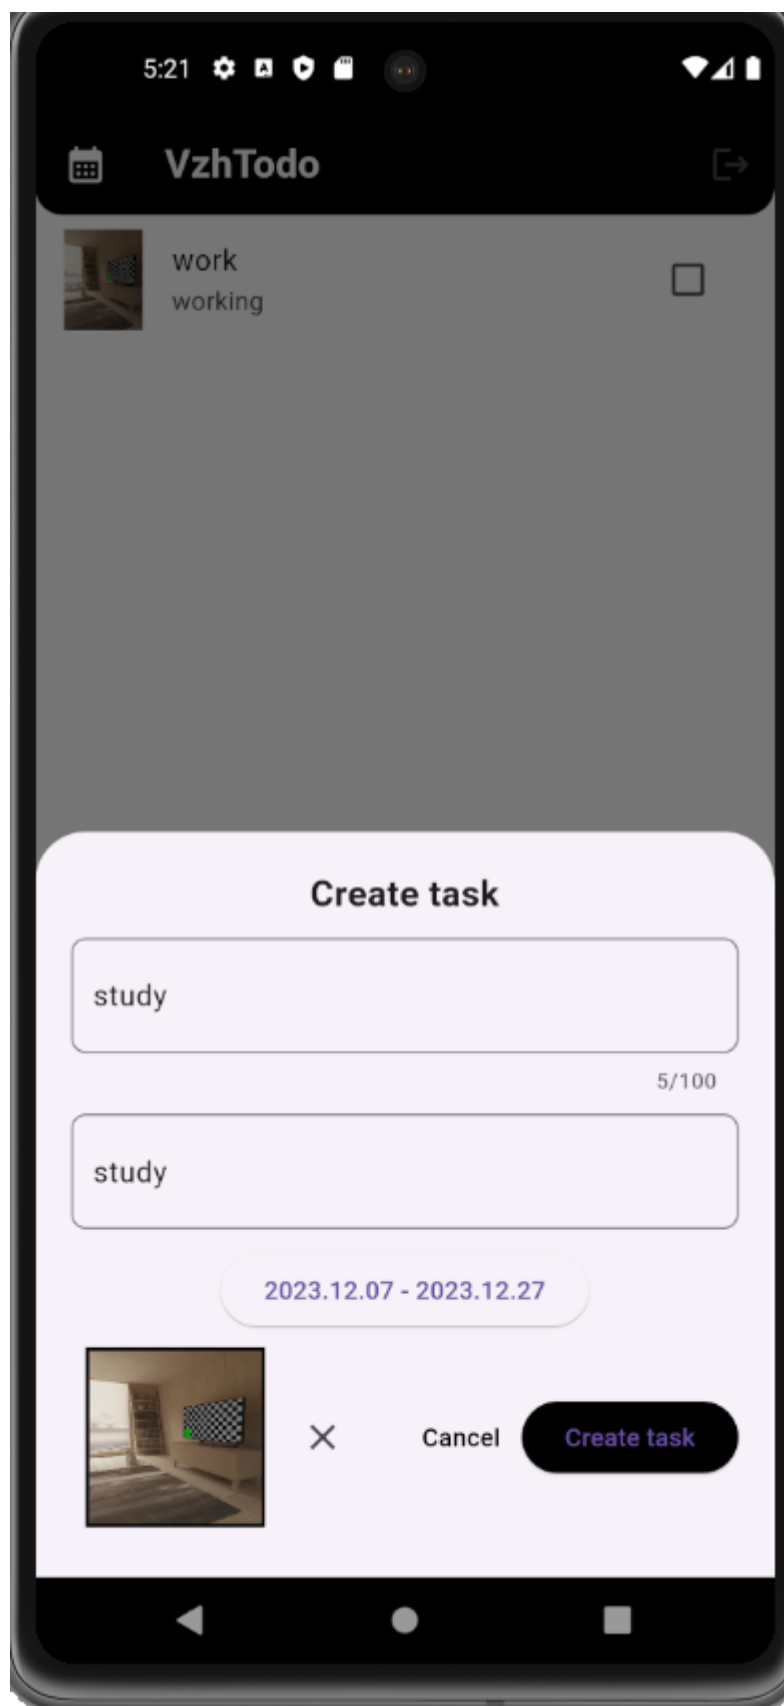 5:21
VzhTodo
work
working
Create task
study
5/100
study
2023.12.07 - 2023.12.27
Cancel
Create task